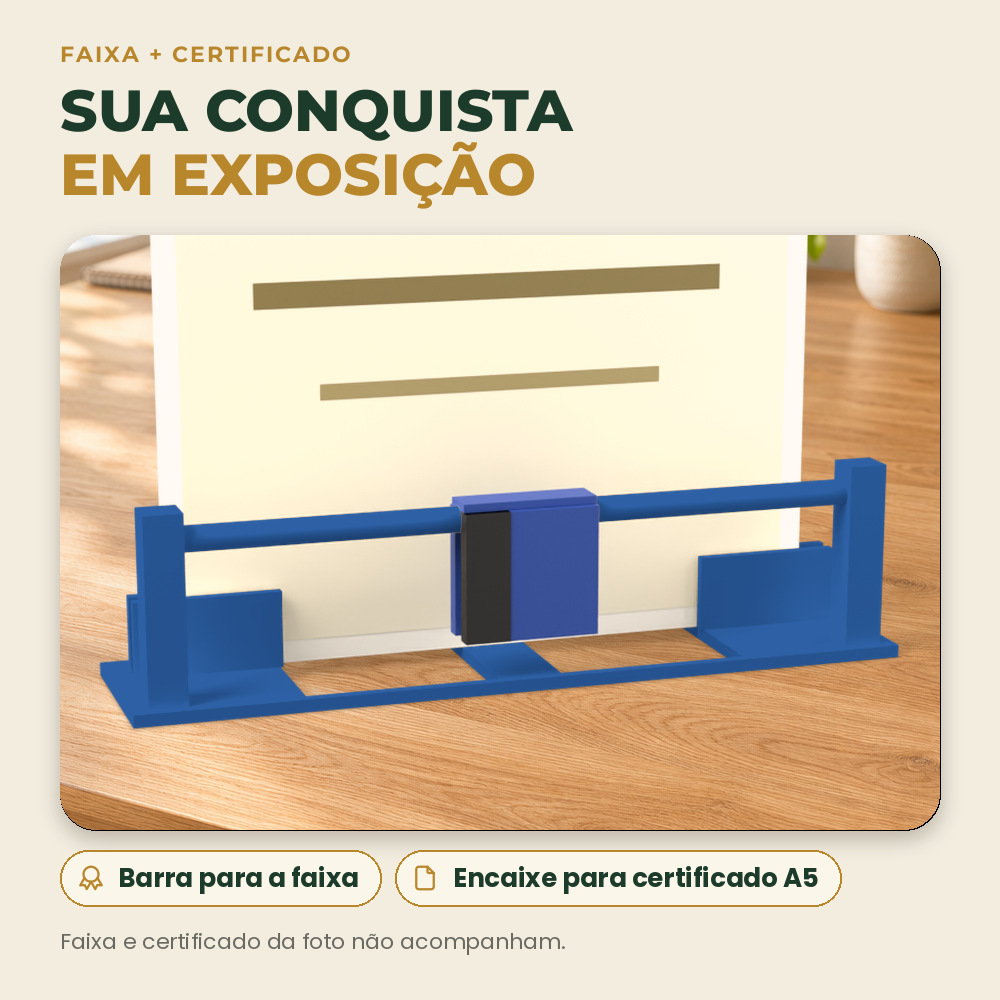 FAIXA + CERTIFICADO
SUA CONQUISTA
EM EXPOSIÇÃO
Barra para a faixa
Encaixe para certificado A5
Faixa e certificado da foto não acompanham.